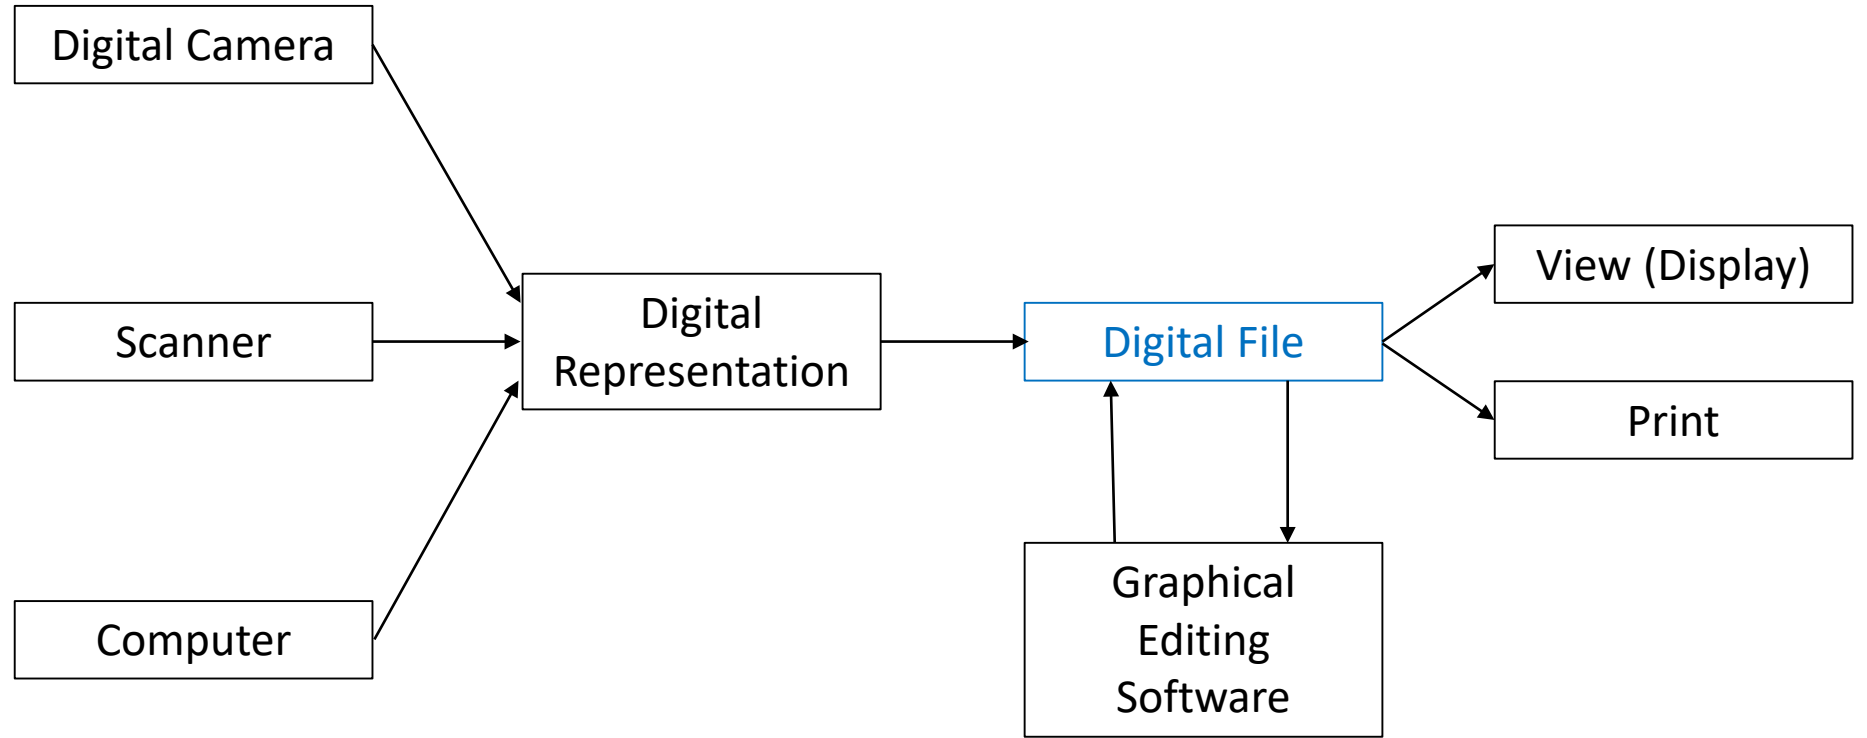 Digital Camera
Scanner
Computer
Digital
Representation
Digital File
Graphical
Editing
Software
View (Display)
Print